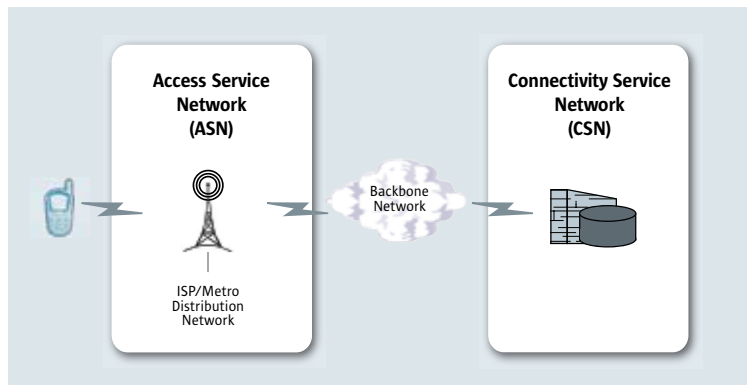 Access Service
Network
(ASN)
ISP/Metro
Distribution
Network
Backbone
Network
Connectivity Service
Network
(CSN)